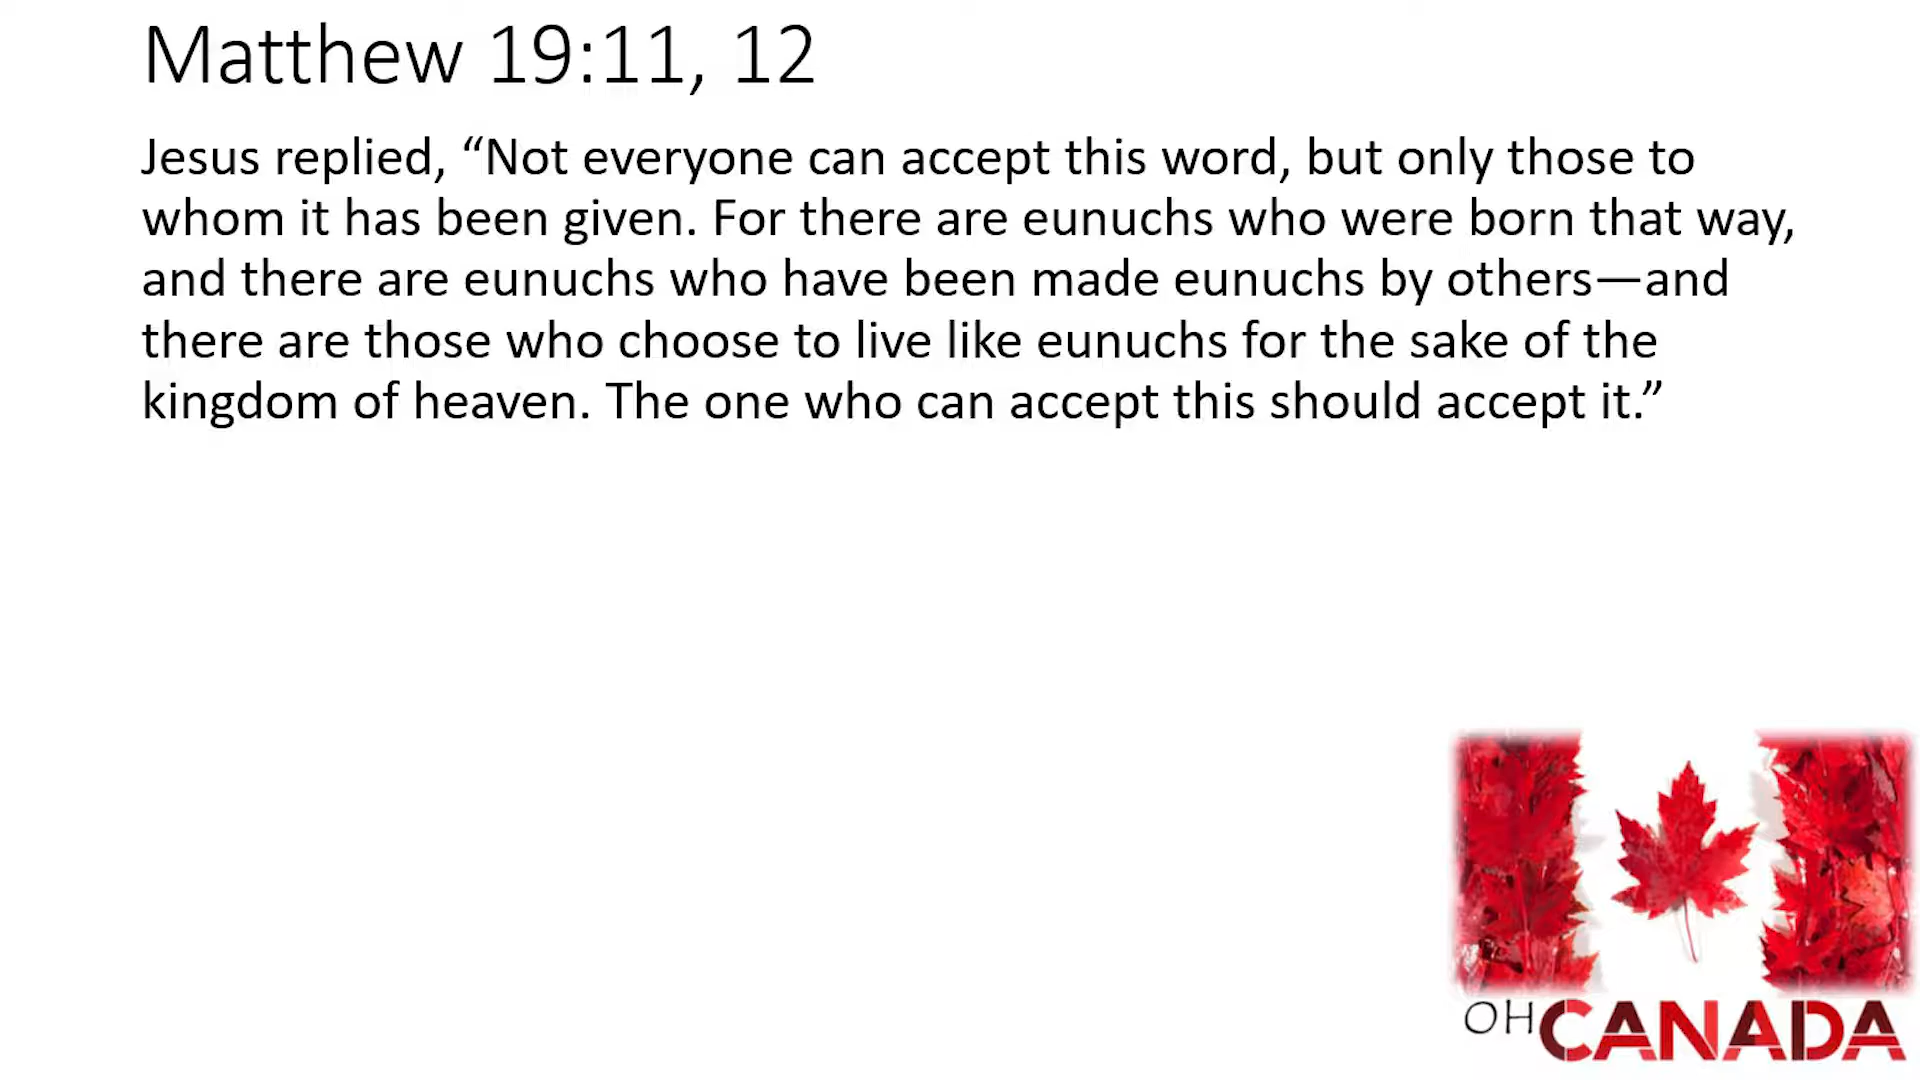 Matthew 19:11, 12
Jesus replied, “Not everyone can accept this word, but only those to
whom it has been given. For there are eunuchs who were born that way,
and there are eunuchs who have been made eunuchs by others—and
there are those who choose to live like eunuchs for the sake of the
kingdom of heaven. The one who can accept this should accept it.”
OH CANADA